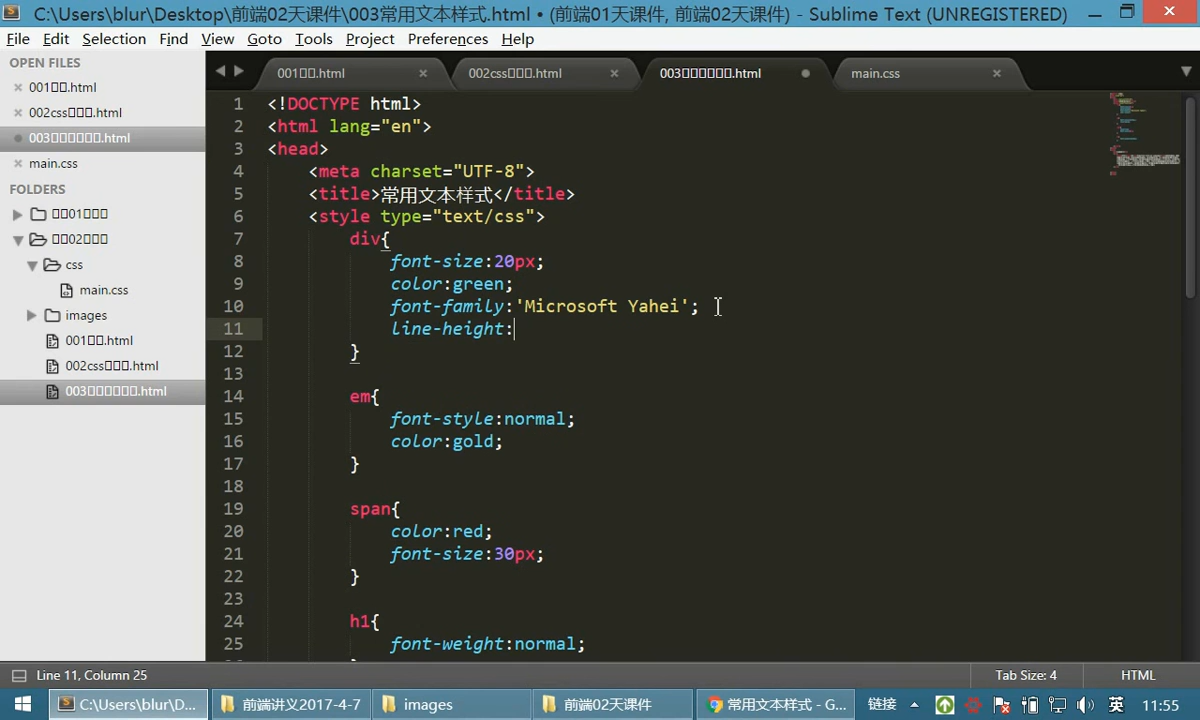 C:\Users\blur\Desktop\前端02天课件\003常用文本样式.html • (前端01天课件, 前端02天课件) - Sublime Text (UNREGISTERED)
File Edit Selection Find View Goto Tools Project Preferences Help
OPEN FILES
001▯▯.html
002css▯▯▯.html
003▯▯▯▯▯▯.html
main.css
FOLDERS
▯▯01▯▯▯
▯▯02▯▯▯
css
main.css
images
001▯▯.html
002css▯▯▯.html
003▯▯▯▯▯▯.html
001▯▯.html 002css▯▯▯.html 003▯▯▯▯▯▯.html main.css
1 <!DOCTYPE html>
2 <html lang="en">
3 <head>
4 <meta charset="UTF-8">
5 <title>常用文本样式</title>
6 <style type="text/css">
7 div{
8 font-size:20px;
9 color:green;
10 font-family:'Microsoft Yahei';
11 line-height:
12 }
13
14 em{
15 font-style:normal;
16 color:gold;
17 }
18
19 span{
20 color:red;
21 font-size:30px;
22 }
23
24 h1{
25 font-weight:normal;
Line 11, Column 25 Tab Size: 4 HTML
C:\Users\blur\D... 前端讲义2017-4-7 images 前端02天课件 常用文本样式 - G... 链接 英 11:55